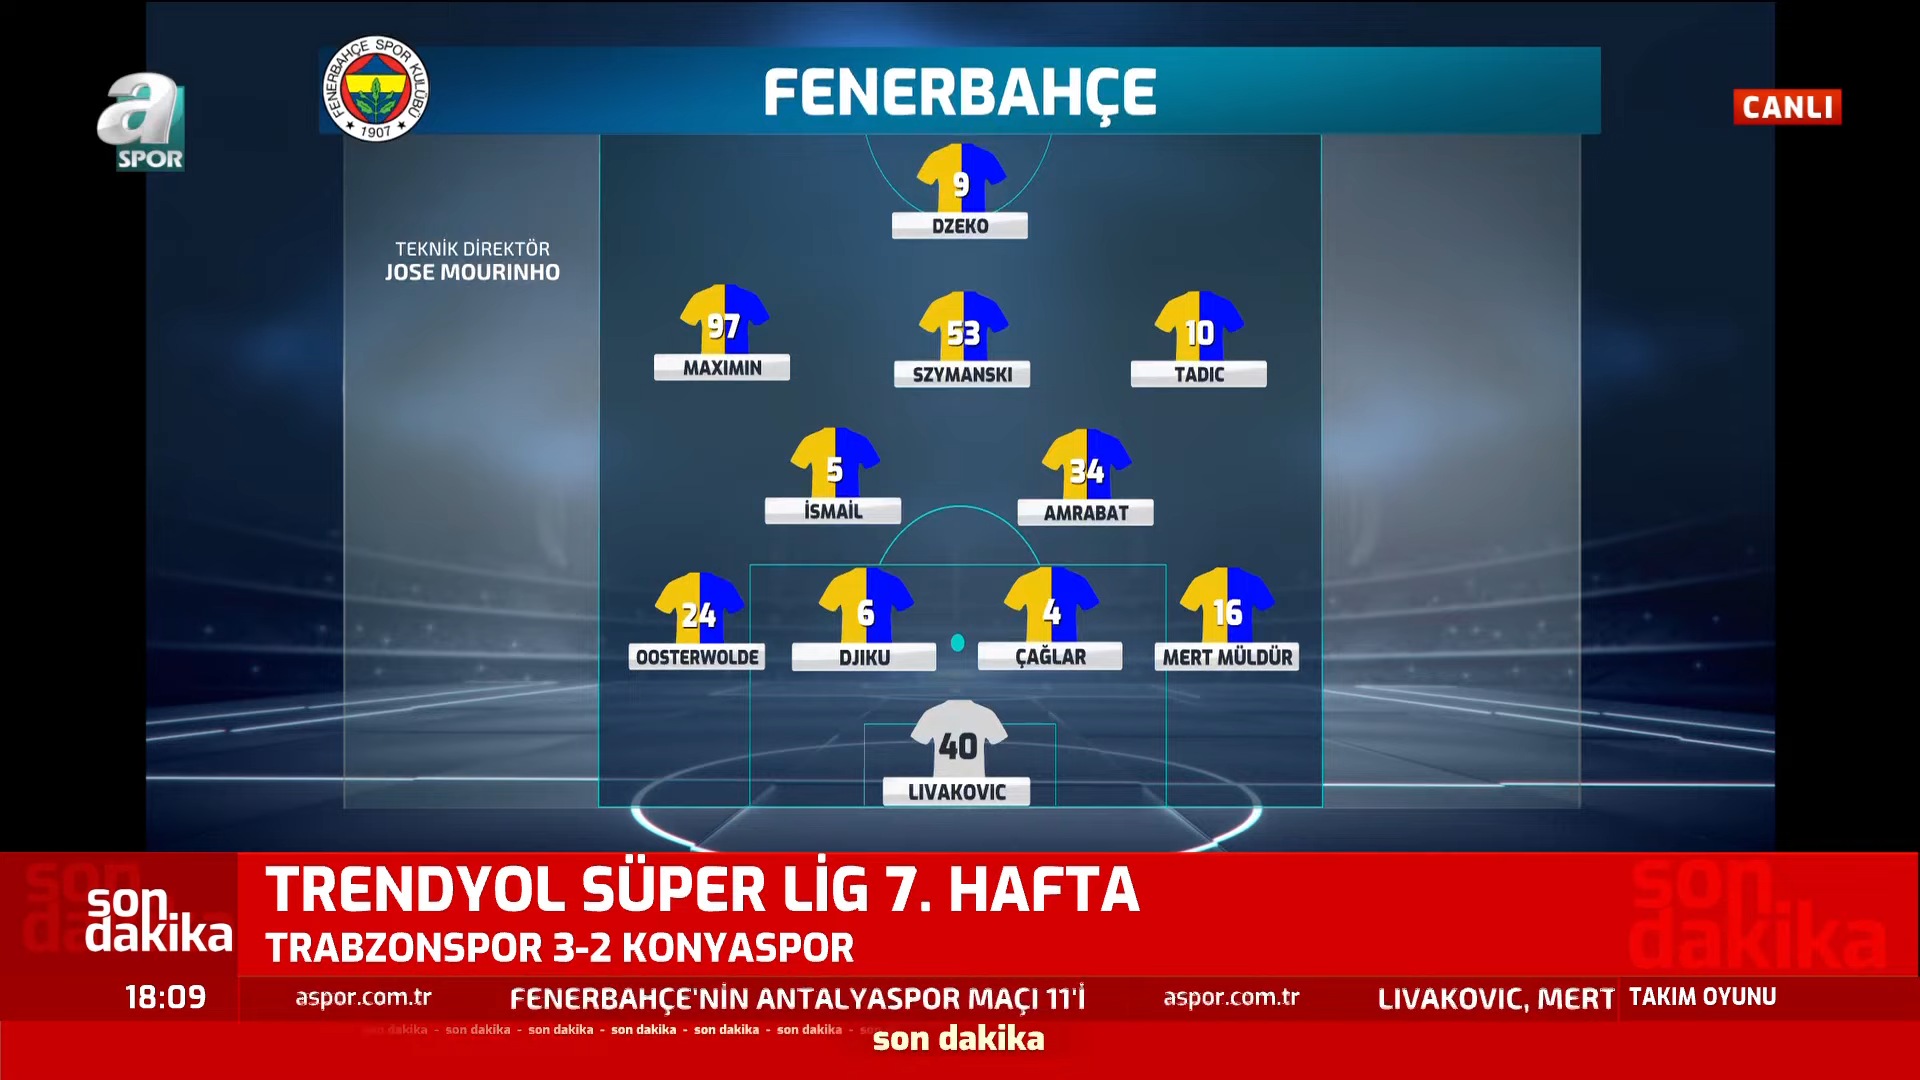 FENERBAHÇE
FENERBAHÇE SPOR KULÜBÜ
★ 1907 ★
a
SPOR
CANLI
TEKNİK DİREKTÖR
JOSE MOURINHO
9
DZEKO
97
MAXIMIN
53
SZYMANSKI
10
TADIC
5
İSMAİL
34
AMRABAT
24
OOSTERWOLDE
6
DJIKU
4
ÇAĞLAR
16
MERT MÜLDÜR
40
LIVAKOVIC
son
dakika
TRENDYOL SÜPER LİG 7. HAFTA
TRABZONSPOR 3-2 KONYASPOR
son
dakika
18:09
aspor.com.tr FENERBAHÇE'NİN ANTALYASPOR MAÇI 11'İ aspor.com.tr LIVAKOVIC, MERT
TAKIM OYUNU
dakika - son dakika - son dakika - son dakika - son dakika - son dakika - son
son dakika